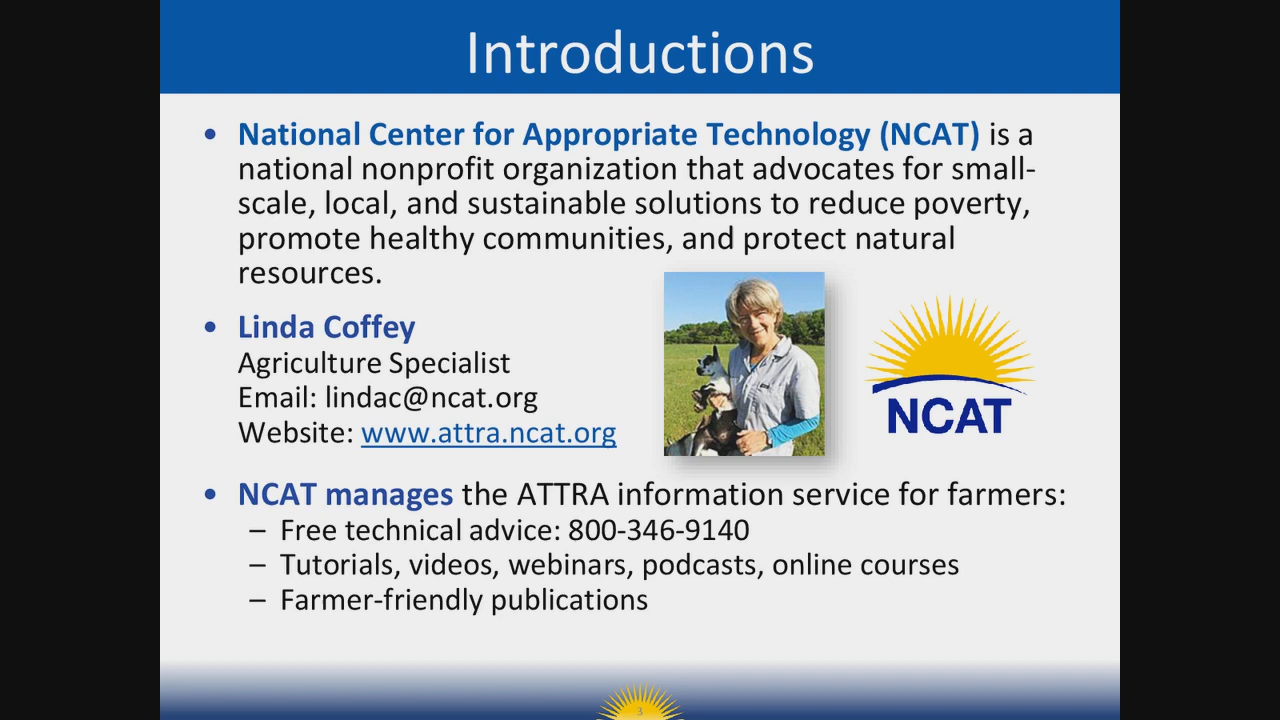 Introductions
• National Center for Appropriate Technology (NCAT) is a
national nonprofit organization that advocates for small-
scale, local, and sustainable solutions to reduce poverty,
promote healthy communities, and protect natural
resources.
• Linda Coffey
Agriculture Specialist
Email: lindac@ncat.org
Website: www.attra.ncat.org
NCAT
• NCAT manages the ATTRA information service for farmers:
– Free technical advice: 800-346-9140
– Tutorials, videos, webinars, podcasts, online courses
– Farmer-friendly publications
3